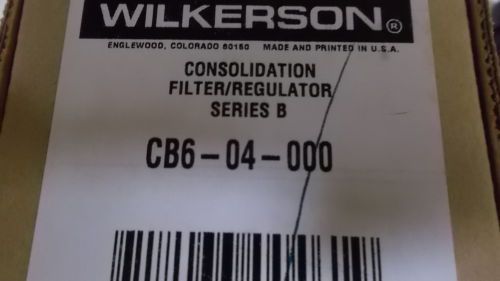 WILKERSON®
ENGLEWOOD, COLORADO 80150 MADE AND PRINTED IN U.S.A.
CONSOLIDATION
FILTER/REGULATOR
SERIES B
CB6-04-000